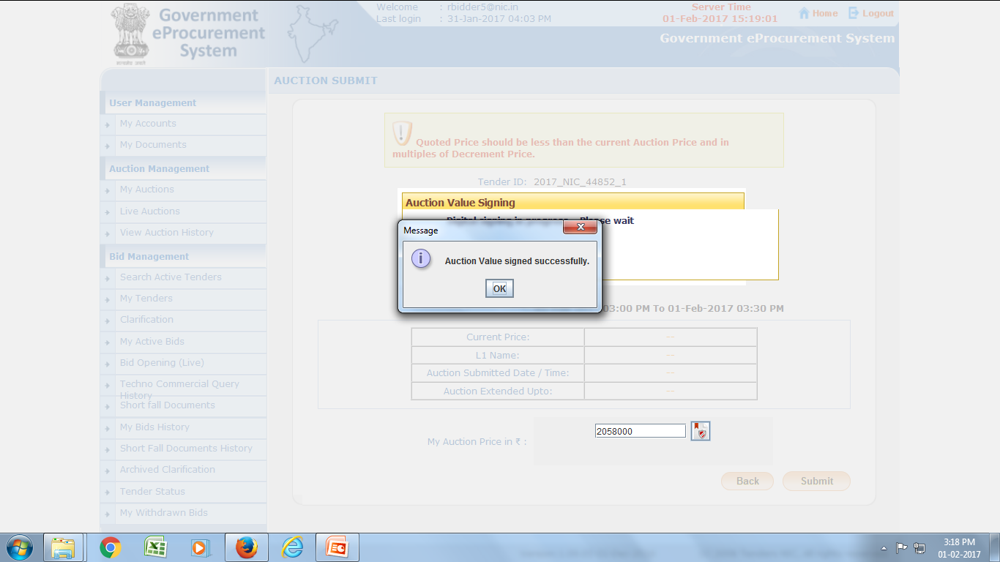 Government
eProcurement
System
Welcome : rbidder5@nic.in
Last login : 31-Jan-2017 04:03 PM
Server Time
01-Feb-2017 15:19:01
Home Logout
Government eProcurement System
AUCTION SUBMIT
User Management
My Accounts
My Documents
Auction Management
My Auctions
Live Auctions
View Auction History
Bid Management
Search Active Tenders
My Tenders
Clarification
My Active Bids
Bid Opening (Live)
Techno Commercial Query
History
Short fall Documents
My Bids History
Short Fall Documents History
Archived Clarification
Tender Status
My Withdrawn Bids
Quoted Price should be less than the current Auction Price and in
multiples of Decrement Price.
Tender ID: 2017_NIC_44852_1
Auction Value Signing
Digital signing in progress... Please wait
Message
Auction Value signed successfully.
OK
03:00 PM To 01-Feb-2017 03:30 PM
Current Price: --
L1 Name: --
Auction Submitted Date / Time: --
Auction Extended Upto: --
My Auction Price in ₹ : 2058000
Back Submit
3:18 PM
01-02-2017